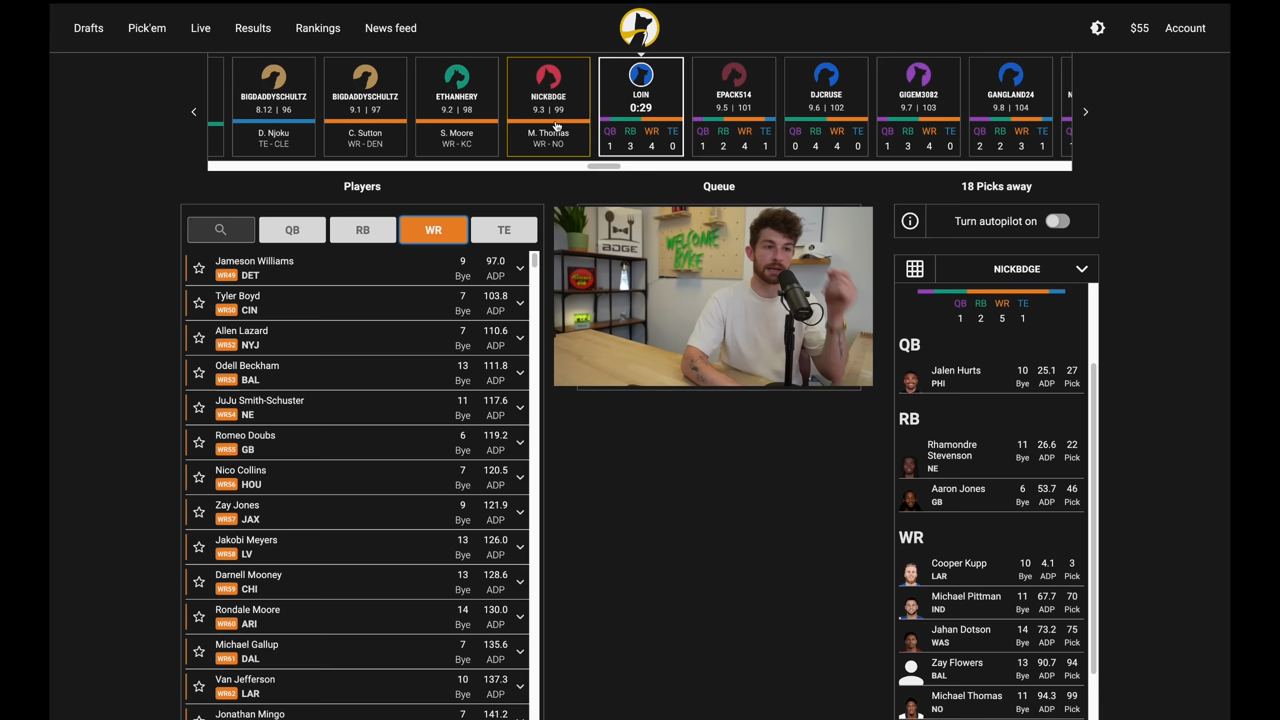 Drafts Pick'em Live Results Rankings News feed $55 Account
BIGDADDYSCHULTZ
8.12 | 96
D. Njoku
TE - CLE
BIGDADDYSCHULTZ
9.1 | 97
C. Sutton
WR - DEN
ETHANHERY
9.2 | 98
S. Moore
WR - KC
NICKBDGE
9.3 | 99
M. Thomas
WR - NO
LOIN
0:29
QB RB WR TE
1 3 4 0
EPACK514
9.5 | 101
QB RB WR TE
1 2 4 1
DJCRUSE
9.6 | 102
QB RB WR TE
0 4 4 0
GIGEM3082
9.7 | 103
QB RB WR TE
1 3 4 0
GANGLAND24
9.8 | 104
QB RB WR TE
2 2 3 1
Players
QB RB WR TE
Jameson Williams 9 97.0
WR49 DET Bye ADP
Tyler Boyd 7 103.8
WR50 CIN Bye ADP
Allen Lazard 7 110.6
WR52 NYJ Bye ADP
Odell Beckham 13 111.8
WR53 BAL Bye ADP
JuJu Smith-Schuster 11 117.6
WR54 NE Bye ADP
Romeo Doubs 6 119.2
WR55 GB Bye ADP
Nico Collins 7 120.5
WR56 HOU Bye ADP
Zay Jones 9 121.9
WR57 JAX Bye ADP
Jakobi Meyers 13 126.0
WR58 LV Bye ADP
Darnell Mooney 13 128.6
WR59 CHI Bye ADP
Rondale Moore 14 130.0
WR60 ARI Bye ADP
Michael Gallup 7 135.6
WR61 DAL Bye ADP
Van Jefferson 10 137.3
WR62 LAR Bye ADP
Jonathan Mingo 7 141.2
Queue
BDGE
WELCOME
18 Picks away
Turn autopilot on
NICKBDGE
QB RB WR TE
1 2 5 1
QB
Jalen Hurts 10 25.1 27
PHI Bye ADP Pick
RB
Rhamondre Stevenson 11 26.6 22
NE Bye ADP Pick
Aaron Jones 6 53.7 46
GB Bye ADP Pick
WR
Cooper Kupp 10 4.1 3
LAR Bye ADP Pick
Michael Pittman 11 67.7 70
IND Bye ADP Pick
Jahan Dotson 14 73.2 75
WAS Bye ADP Pick
Zay Flowers 13 90.7 94
BAL Bye ADP Pick
Michael Thomas 11 94.3 99
NO Bye ADP Pick